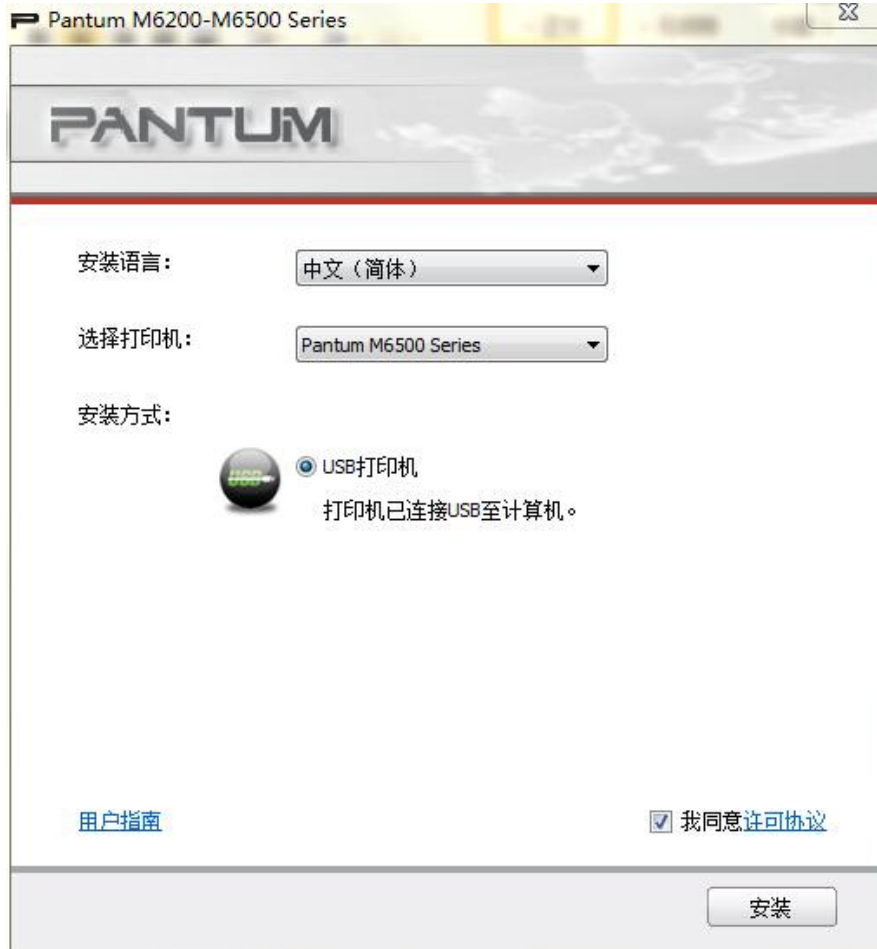 Pantum M6200-M6500 Series
PANTUM
安装语言：
中文（简体）
选择打印机：
Pantum M6500 Series
安装方式：
USB
USB打印机
打印机已连接USB至计算机。
用户指南
我同意许可协议
安装